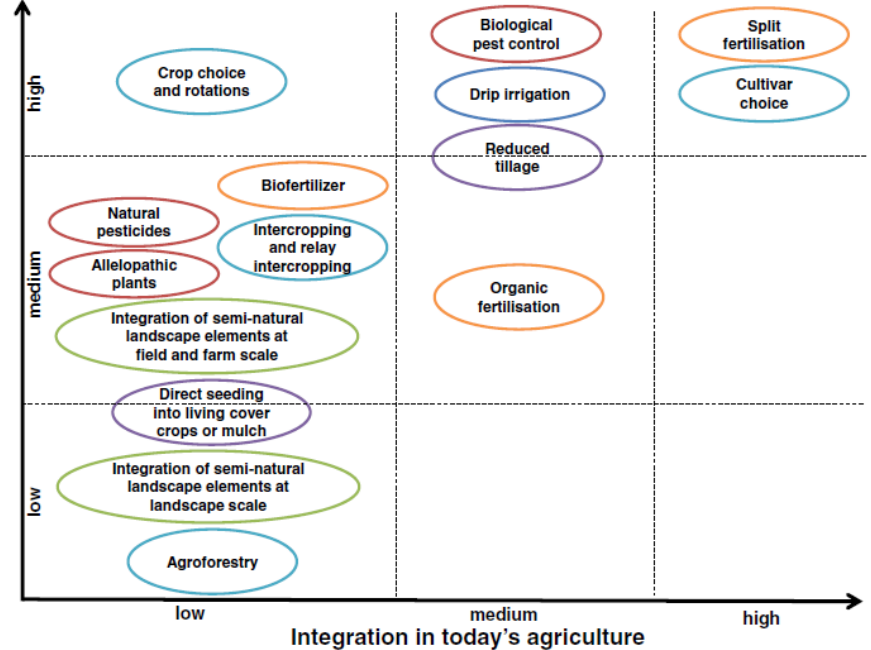 high
medium
low
Biological
pest control
Split
fertilisation
Crop choice
and rotations
Drip irrigation
Cultivar
choice
Reduced
tillage
Biofertilizer
Natural
pesticides
Intercropping
and relay
intercropping
Allelopathic
plants
Organic
fertilisation
Integration of semi-natural
landscape elements at
field and farm scale
Direct seeding
into living cover
crops or mulch
Integration of semi-natural
landscape elements at
landscape scale
Agroforestry
low
medium
high
Integration in today's agriculture